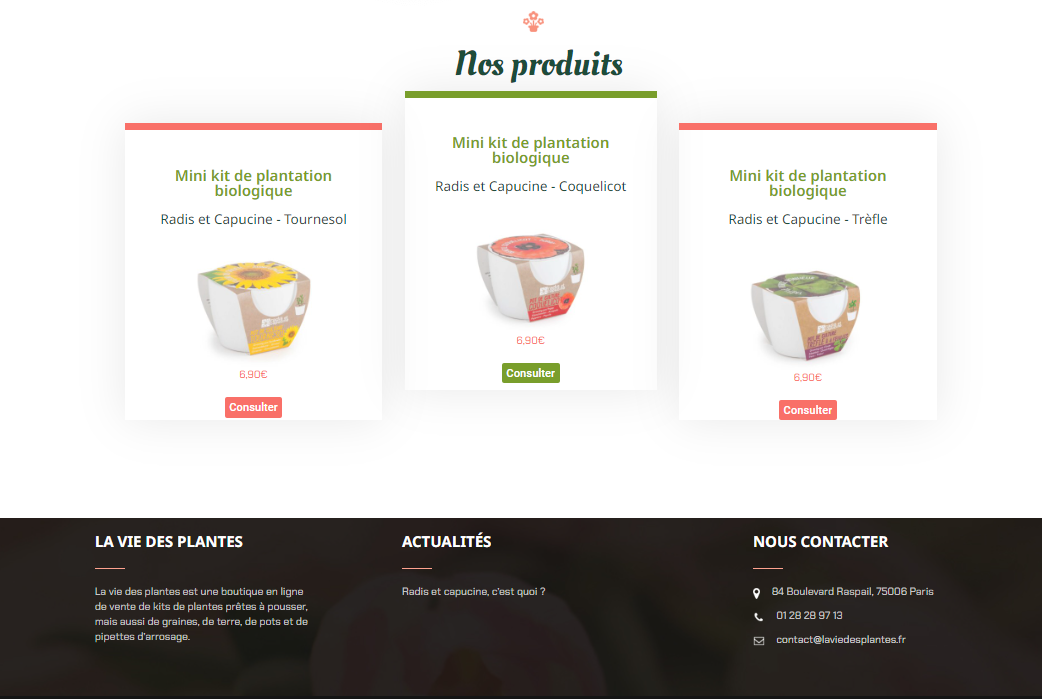 Nos produits
Mini kit de plantation
biologique
Radis et Capucine - Tournesol
6,90€
Consulter
Mini kit de plantation
biologique
Radis et Capucine - Coquelicot
6,90€
Consulter
Mini kit de plantation
biologique
Radis et Capucine - Trèfle
6,90€
Consulter
LA VIE DES PLANTES
La vie des plantes est une boutique en ligne
de vente de kits de plantes prêtes à pousser,
mais aussi de graines, de terre, de pots et de
pipettes d'arrosage.
ACTUALITÉS
Radis et capucine, c'est quoi ?
NOUS CONTACTER
84 Boulevard Raspail, 75006 Paris
01 28 28 97 13
contact@laviedesplantes.fr